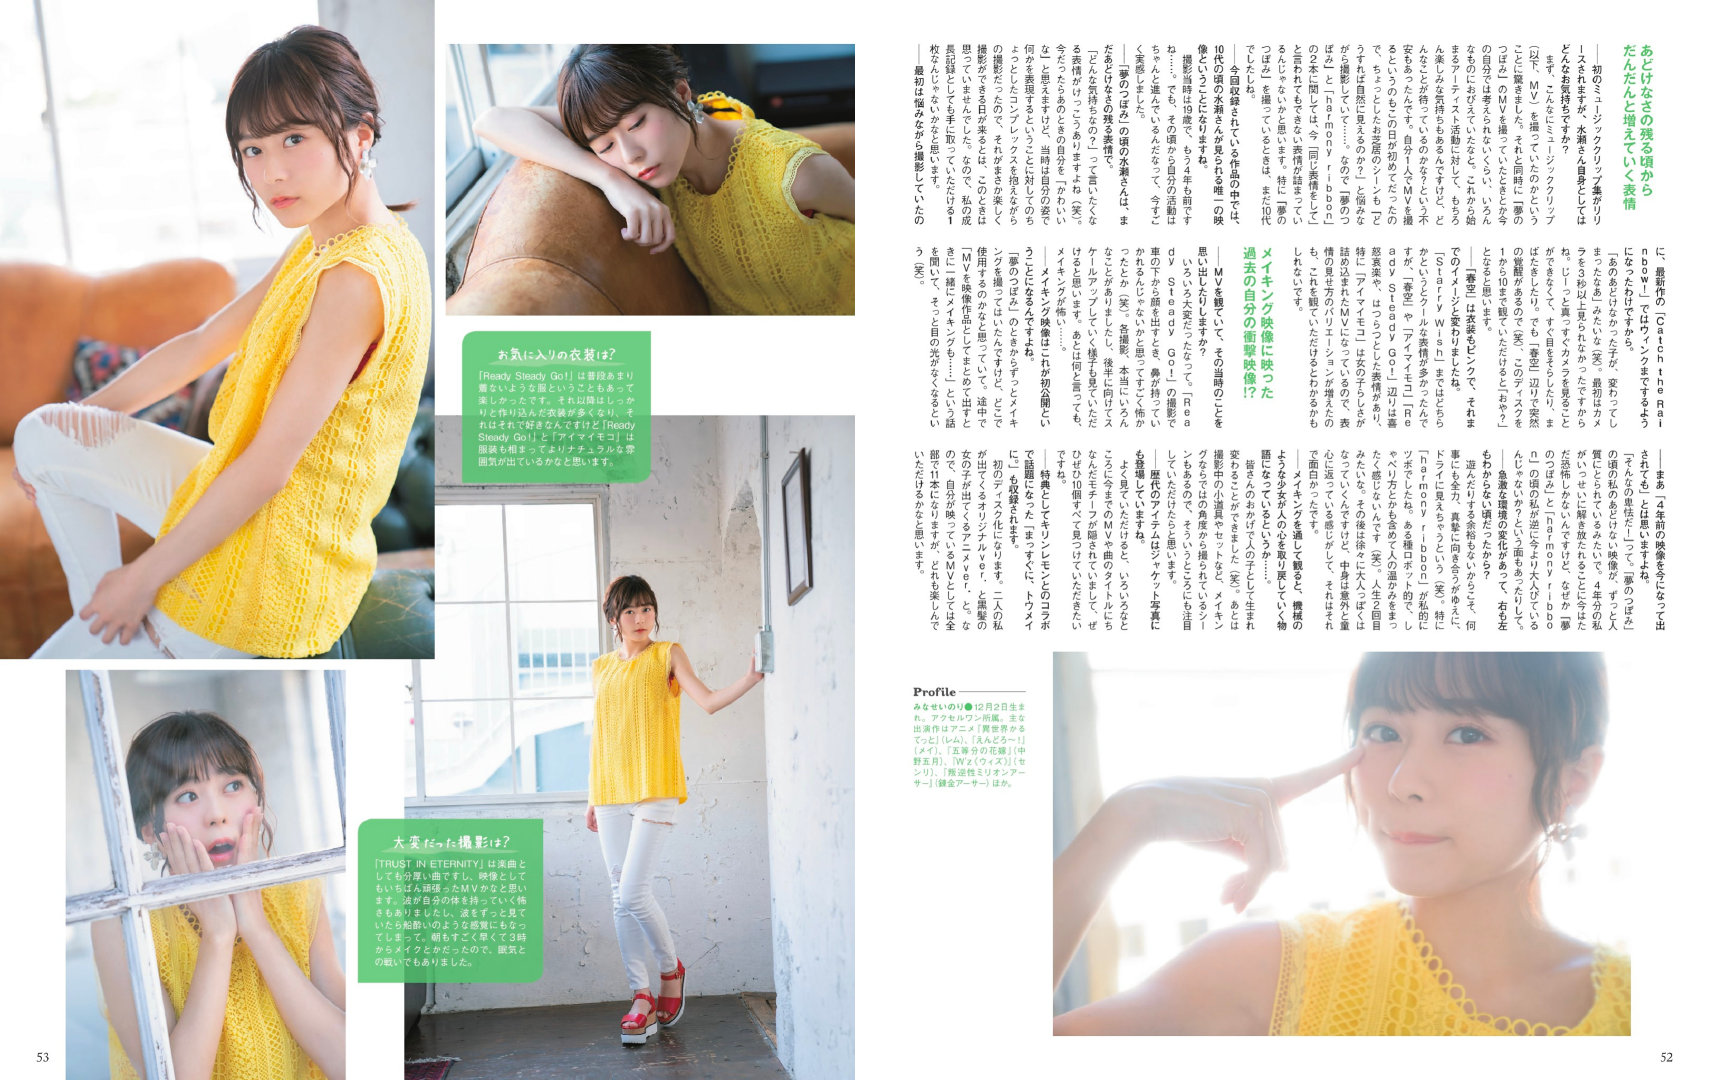 あどけなさの残る頃から
だんだんと増えていく表情
――初のミュージッククリップ集がリリ
ースされますが、水瀬さん自身としては
どんなお気持ちですか?
まず、こんなにミュージッククリップ
(以下、MV)を撮っていたのかという
ことに驚きました。それと同時に『夢の
つぼみ』のMVを撮っていたときとか今
の自分では考えられないくらい、いろん
なものにおびえていたなと。これから始
まるアーティスト活動に対して、もちろ
ん楽しみな気持ちもあるんですけど、ど
んなことが待っているのかな?という不
安もあったんです。自分1人でMVを撮
るというのもこの日が初めてだったの
で、ちょっとしたお芝居のシーンも「ど
うすれば自然に見えるのか?」と悩みな
がら撮影していて……。なので『夢のつ
ぼみ』と『harmony ribbon』
の2本に関しては、今「同じ表情をして」
と言われてもできない表情が詰まってい
るんじゃないかと思います。特に『夢の
つぼみ』を撮っているときは、まだ10代
でしたしね。
――今回収録されている作品の中では、
10代の頃の水瀬さんが見られる唯一の映
像ということになりますね。
撮影当時は19歳で、もう4年も前です
ね……。でも、その頃から自分の活動は
ちゃんと進んでいるんだなって、今すご
く実感しました。
――『夢のつぼみ』の頃の水瀬さんは、ま
だあどけなさの残る表情で。
「どんな気持ちなの?」って言いたくな
る表情がけっこうありますよね(笑)。
今だったらあのときの自分を「かわいい
な」と思えますけど、当時は自分の姿で
何かを表現するということに対してのち
ょっとしたコンプレックスを抱えながら
の撮影だったので、それがまさか楽しく
撮影ができる日が来るとは、このときは
思っていませんでした。なので、私の成
長記録としても手に取っていただける1
枚なんじゃないかなと思います。
――最初は悩みながら撮影していたの
に、最新作の『Catch the Rai
nbow!』ではウィンクまでするよう
になったわけですから。
「あのあどけなかった子が、変わってし
まったなあ」みたいな(笑)。最初はカメ
ラを3秒以上見られなかったですから
ね。じーっと真っすぐカメラを見ること
ができなくて、すぐ目をそらしたり、ま
ばたきしたり。でも『春空』辺りで突然
の覚醒があるので(笑)、このディスクを
1から10まで観ていただけると「おや?」
となると思います。
――『春空』は衣装もピンクで、それま
でのイメージと変わりましたね。
『Starry Wish』まではどちら
かというとクールな表情が多かったんで
すが、『春空』や『アイマイモコ』『Re
ady Steady Go!』辺りは喜
怒哀楽や、はつらつとした表情があり、
特に『アイマイモコ』は女の子らしさが
詰め込まれたMVになっているので、表
情の見せ方のバリエーションが増えたの
も、これを観ていただけるとわかるかも
しれないです。
メイキング映像に映った
過去の自分の衝撃映像!?
――MVを観ていて、その当時のことを
思い出したりしますか?
いろいろ大変だったなって。『Rea
dy Steady Go!』の撮影で
車の下から顔を出すとき、鼻が持ってい
かれるんじゃないかと思ってすごく怖か
ったとか(笑)。各撮影、本当にいろん
なことがありましたし、後半に向けてス
ケールアップしていく様子も見ていただ
けると思います。あとは何と言っても、
メイキングが怖い……。
――メイキング映像はこれが初公開とい
うことになるんですよね。
『夢のつぼみ』のときからずっとメイキ
ングを撮ってはいたんですけど、どこで
使用するのかなと思っていて。途中で
「MVを映像作品としてまとめて出すと
きに一緒にメイキングも……」という話
を聞いて、そっと目の光がなくなるとい
う(笑)。
――まあ、「4年前の映像を今になって出
されても」とは思いますよね。
「そんなの卑怯だ!」って。『夢のつぼみ』
の頃の私のあどけない映像が、ずっと人
質にとられているみたいで。4年分の私
がいっせいに解き放たれることに今はた
だ恐怖しかないんですけど、なぜか『夢
のつぼみ』と『harmony ribbo
n』の頃の私が逆に今より大人びている
んじゃないか?という面もあったりして。
――急激な環境の変化があって、右も左
もわからない頃だったから?
遊んだりする余裕もないからこそ、何
事にも全力、真摯に向き合うがゆえに、
ドライに見えちゃうという(笑)。特に
『harmony ribbon』が私的に
ツボでしたね。ある種ロボット的で、し
ゃべり方とかも含めて人の温かみをまっ
たく感じないんです(笑)。人生2回目
みたいな。その後は徐々に大人っぽくは
なっていくんですけど、中身は意外と童
心に返っている感じがして、それはそれ
で面白かったです。
――メイキングを通して観ると、機械の
ような少女が人の心を取り戻していく物
語になっているというか……。
皆さんのおかげで人の子として生まれ
変わることができました(笑)。あとは
撮影中の小道具やセットなど、メイキン
グならではの角度から撮られているシー
ンもあるので、そういうところにも注目
していただけたらと思います。
――歴代のアイテムはジャケット写真に
も登場していますね。
よく見ていただけると、いろいろなと
ころに今までのMVや曲のタイトルにち
なんだモチーフが隠されていまして、ぜ
ひぜひ10個すべて見つけていただきたい
ですね。
――特典としてキリンレモンとのコラボ
で話題になった「まっすぐに、トウメイ
に。」も収録されます。
初のディスク化になります。二人の私
が出てくるオリジナルver.と黒髪の
女の子が出てくるアニメver.と。な
ので、自分が映っているMVとしては全
部で11本になりますが、どれも楽しんで
いただけるかなと思います。
Profile
みなせいのり●12月2日生ま
れ。アクセルワン所属。主な
出演作はアニメ『異世界かる
てっと』(レム)、『えんどろ～!』
(メイ)、『五等分の花嫁』(中
野五月)、『W'z《ウィズ》』(セ
ンリ)、『叛逆性ミリオンアー
サー』(錬金アーサー)ほか。
52
お気に入りの衣装は?
『Ready Steady Go!』は普段あまり
着ないような服ということもあって
楽しかったです。それ以降はしっか
りと作り込んだ衣装が多くなり、そ
れはそれで好きなんですけど『Ready
Steady Go!』と『アイマイモコ』は
服装も相まってよりナチュラルな雰
囲気が出ているかなと思います。
大変だった撮影は?
『TRUST IN ETERNITY』は楽曲と
しても分厚い曲ですし、映像として
もいちばん頑張ったMVかなと思い
ます。波が自分の体を持っていく怖
さもありましたし、波をずっと見て
いたら船酔いのような感覚にもなっ
てしまって。朝もすごく早くて3時
からメイクとかだったので、眠気と
の戦いでもありました。
53